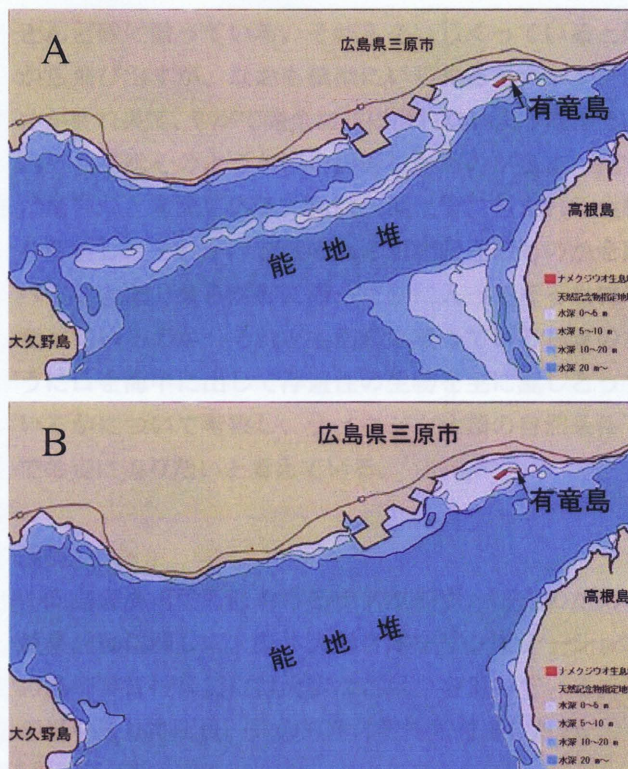 A
広島県三原市
有竜島
高根島
能地堆
大久野島
ナメクジウオ生息地
天然記念物指定地
水深 0～5 m
水深 5～10 m
水深 10～20 m
水深 20 m～
B
広島県三原市
有竜島
高根島
能地堆
大久野島
ナメクジウオ生息地
天然記念物指定地
水深 0～5 m
水深 5～10 m
水深 10～20 m
水深 20 m～